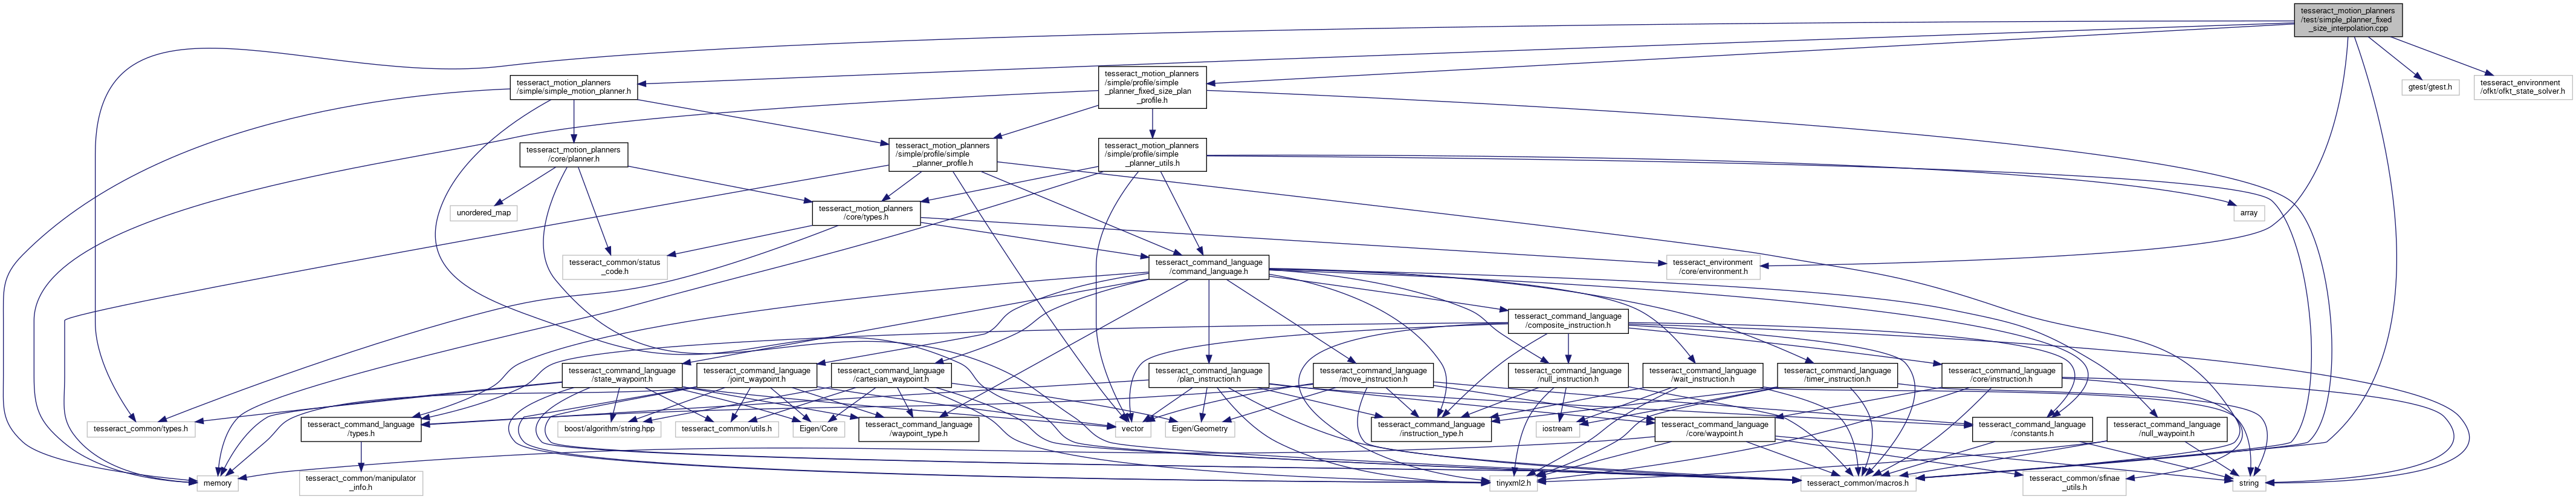 tesseract_motion_planners
/test/simple_planner_fixed
_size_interpolation.cpp
tesseract_motion_planners
/simple/simple_motion_planner.h
tesseract_motion_planners
/simple/profile/simple
_planner_fixed_size_plan
_profile.h
gtest/gtest.h
tesseract_environment
/ofkt/ofkt_state_solver.h
tesseract_motion_planners
/core/planner.h
tesseract_motion_planners
/simple/profile/simple
_planner_profile.h
tesseract_motion_planners
/simple/profile/simple
_planner_utils.h
unordered_map
tesseract_motion_planners
/core/types.h
array
tesseract_common/status
_code.h
tesseract_command_language
/command_language.h
tesseract_environment
/core/environment.h
tesseract_command_language
/composite_instruction.h
tesseract_command_language
/state_waypoint.h
tesseract_command_language
/joint_waypoint.h
tesseract_command_language
/cartesian_waypoint.h
tesseract_command_language
/plan_instruction.h
tesseract_command_language
/move_instruction.h
tesseract_command_language
/null_instruction.h
tesseract_command_language
/wait_instruction.h
tesseract_command_language
/timer_instruction.h
tesseract_command_language
/core/instruction.h
tesseract_common/types.h
tesseract_command_language
/types.h
boost/algorithm/string.hpp
tesseract_common/utils.h
Eigen/Core
tesseract_command_language
/waypoint_type.h
vector
Eigen/Geometry
tesseract_command_language
/instruction_type.h
iostream
tesseract_command_language
/core/waypoint.h
tesseract_command_language
/constants.h
tesseract_command_language
/null_waypoint.h
memory
tesseract_common/manipulator
_info.h
tinyxml2.h
tesseract_common/macros.h
tesseract_common/sfinae
_utils.h
string